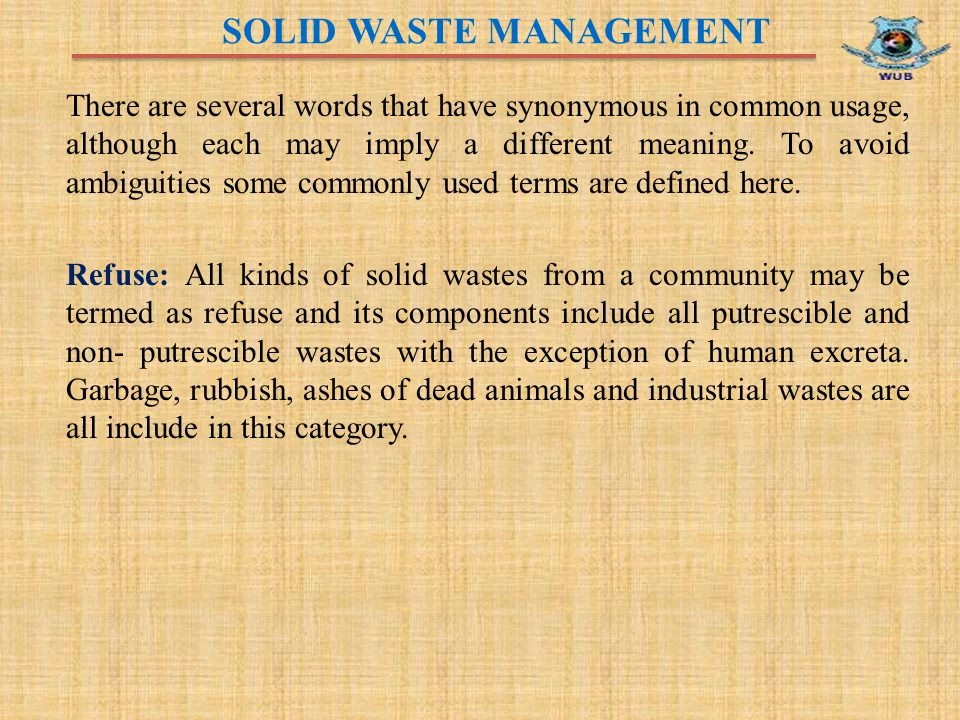 SOLID WASTE MANAGEMENT
WUB
There are several words that have synonymous in common usage,
although each may imply a different meaning. To avoid
ambiguities some commonly used terms are defined here.
Refuse: All kinds of solid wastes from a community may be
termed as refuse and its components include all putrescible and
non- putrescible wastes with the exception of human excreta.
Garbage, rubbish, ashes of dead animals and industrial wastes are
all include in this category.